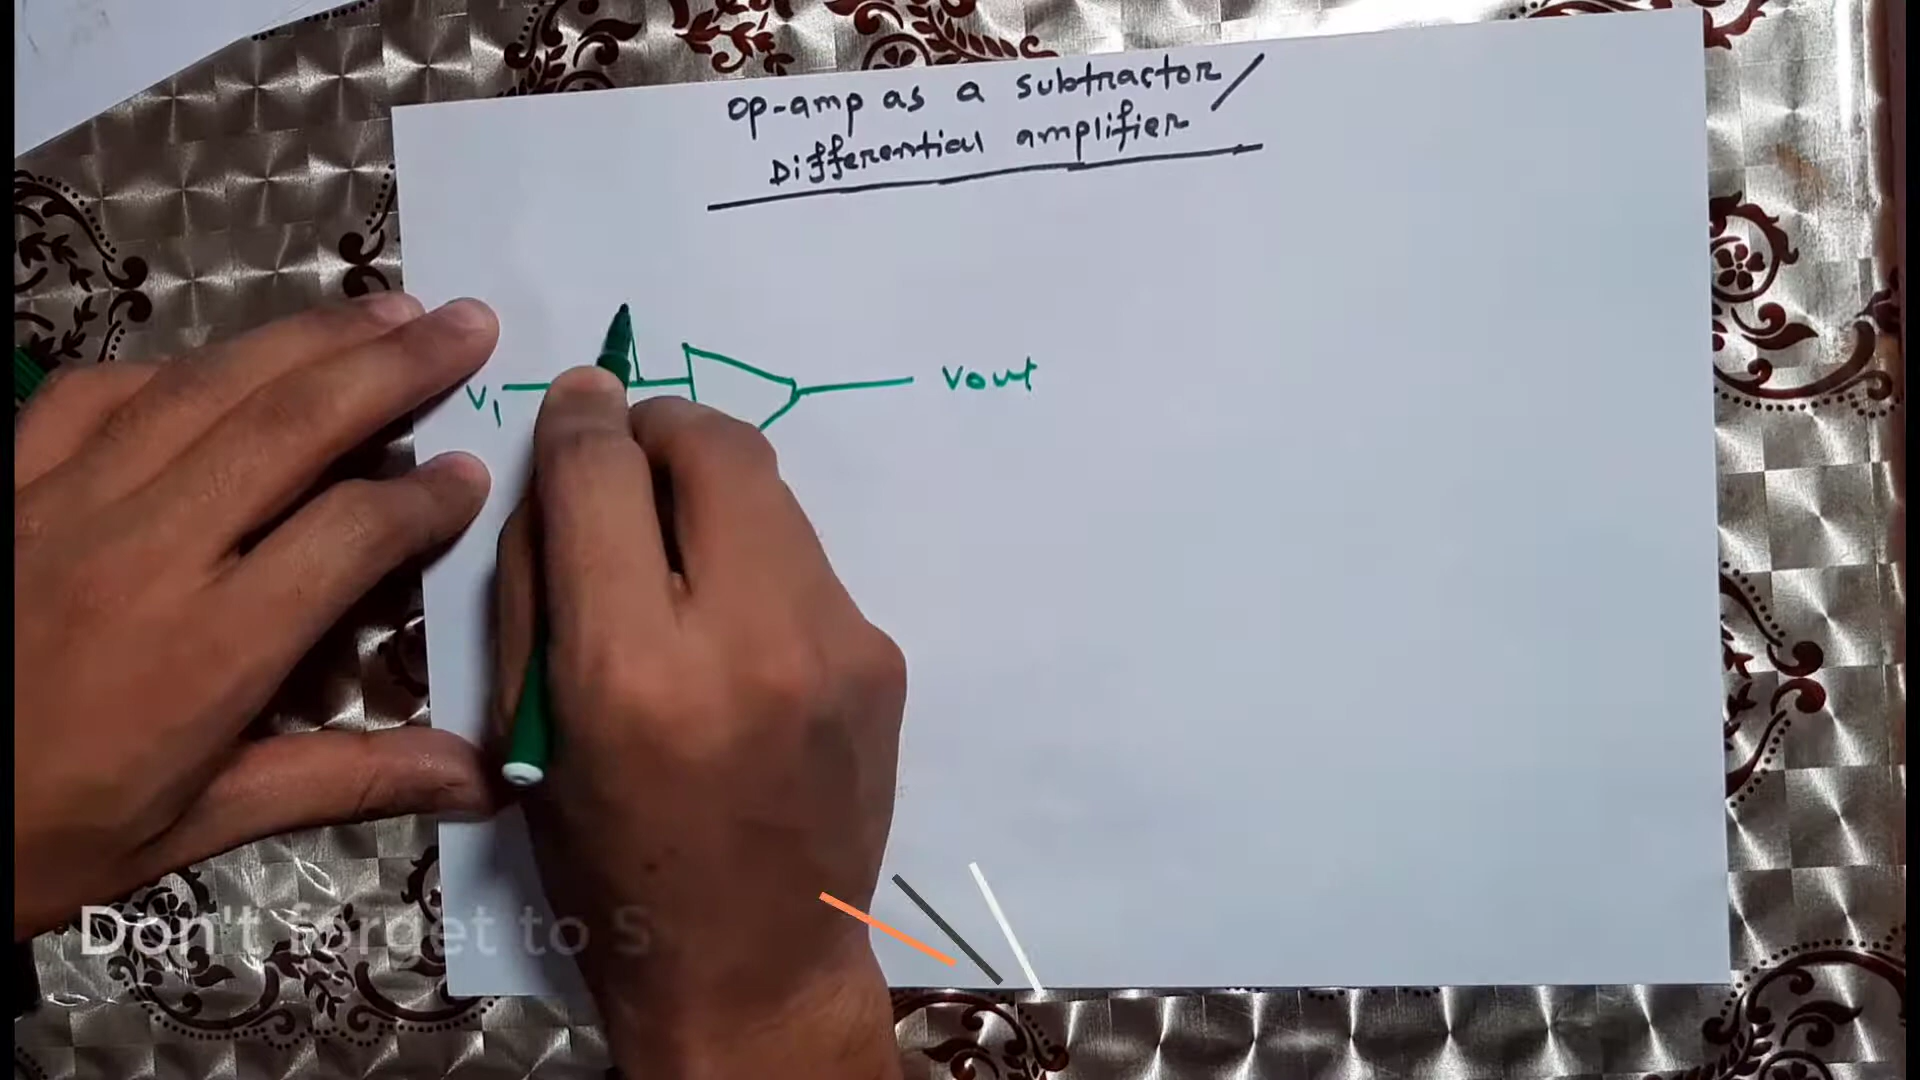 Op-amp as a subtractor/
Differential amplifier
V1
Vout
Don't forget to S